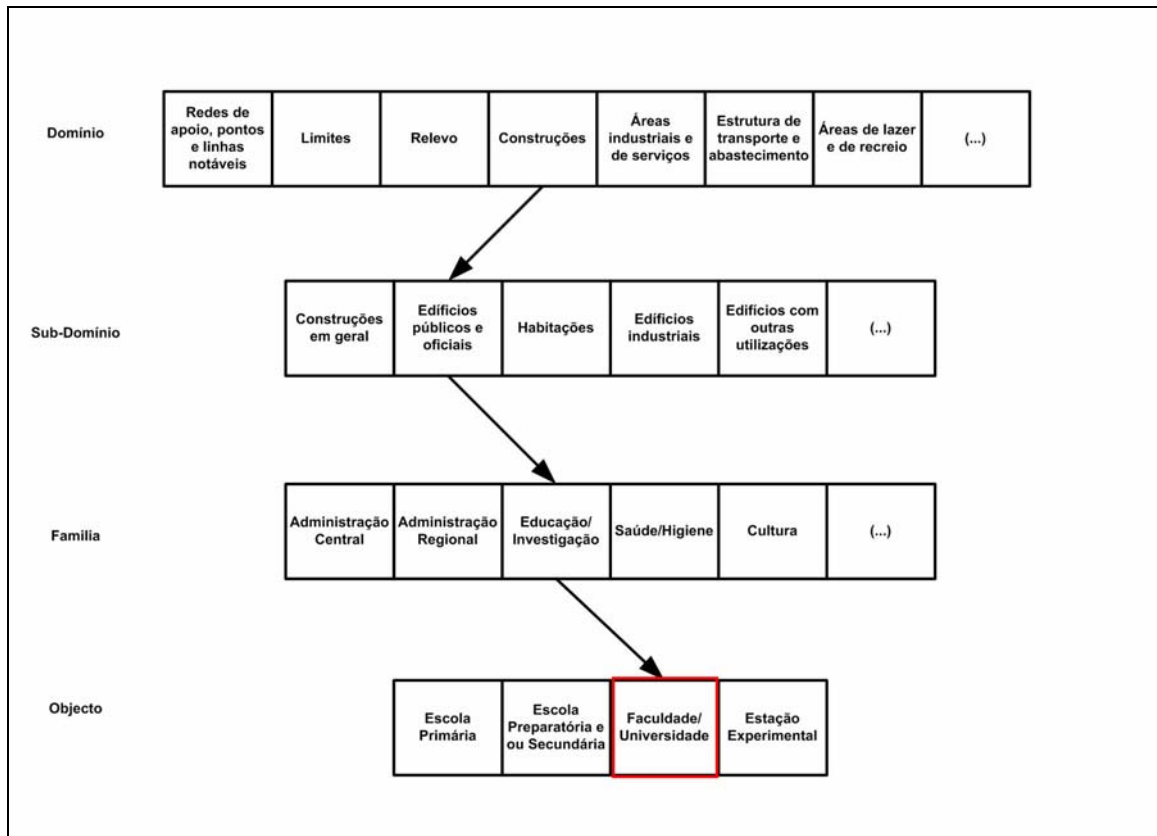 Domínio
Redes de
apoio, pontos
e linhas
notáveis
Limites
Relevo
Construções
Áreas
industriais e
de serviços
Estrutura de
transporte e
abastecimento
Áreas de lazer
e de recreio
(...)
Sub-Domínio
Construções
em geral
Edíficios
públicos e
oficiais
Habitações
Edíficios
industriais
Edifícios com
outras
utilizações
(...)
Familia
Administração
Central
Administração
Regional
Educação/
Investigação
Saúde/Higiene
Cultura
(...)
Objecto
Escola
Primária
Escola
Preparatória e
ou Secundária
Faculdade/
Universidade
Estação
Experimental